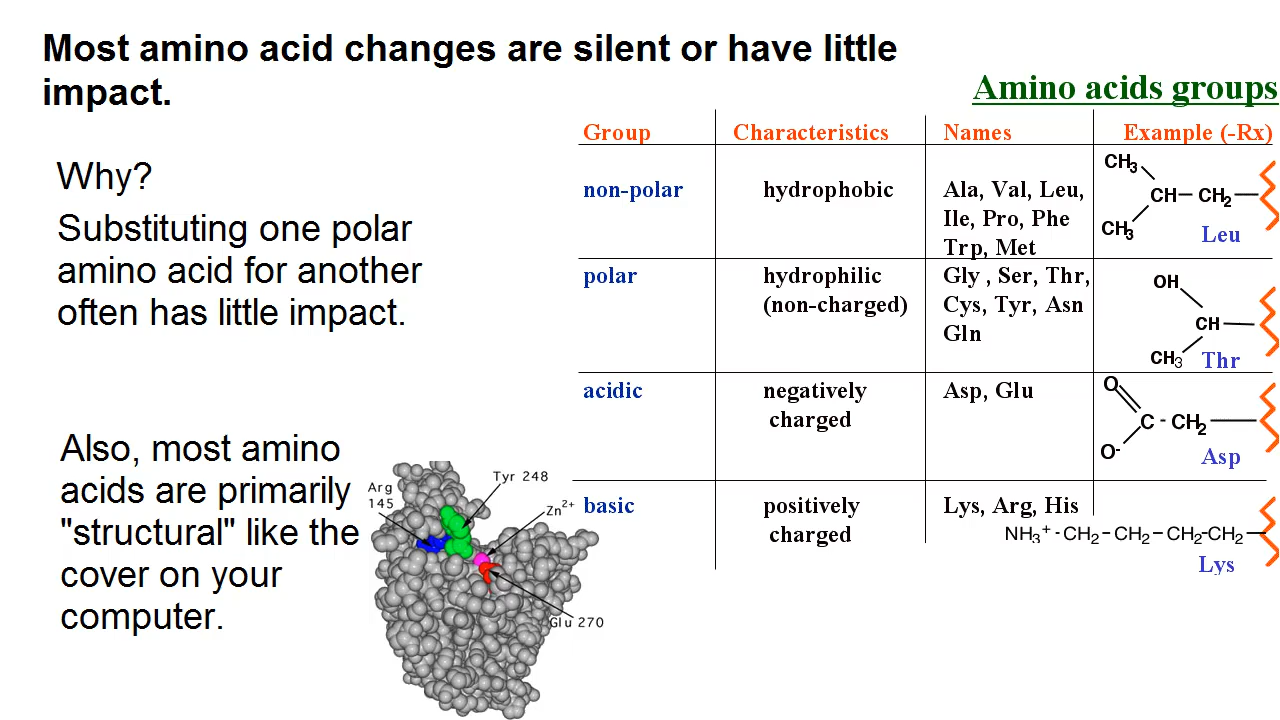 Most amino acid changes are silent or have little
impact.
Why?
Substituting one polar
amino acid for another
often has little impact.
Also, most amino
acids are primarily
"structural" like the
cover on your
computer.
Arg
145
Tyr 248
Zn²⁺
Glu 270
Amino acids groups
Group Characteristics Names Example (-Rx)
non-polar hydrophobic Ala, Val, Leu,
Ile, Pro, Phe
Trp, Met
CH₃
CH – CH₂
CH₃
Leu
polar hydrophilic Gly , Ser, Thr,
(non-charged) Cys, Tyr, Asn
Gln
OH
CH
CH₃
Thr
acidic negatively Asp, Glu
charged
O
C - CH₂
O⁻
Asp
basic positively Lys, Arg, His
charged
NH₃⁺ - CH₂ – CH₂ – CH₂ – CH₂
Lys